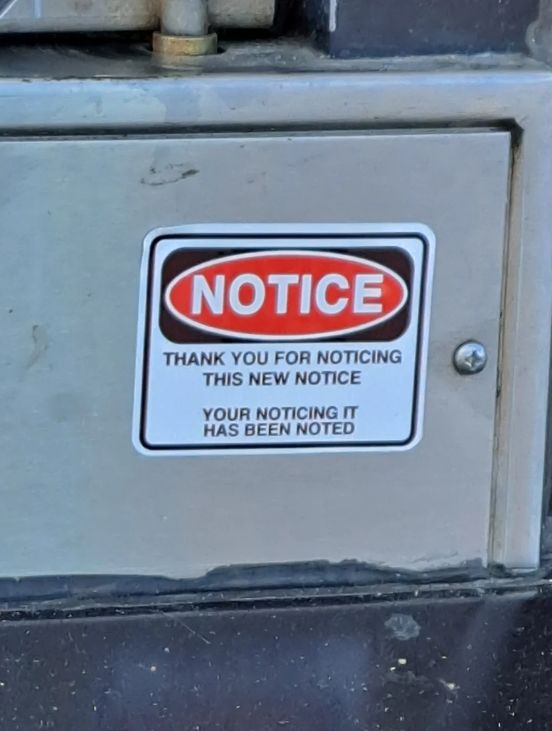 NOTICE
THANK YOU FOR NOTICING
THIS NEW NOTICE
YOUR NOTICING IT
HAS BEEN NOTED